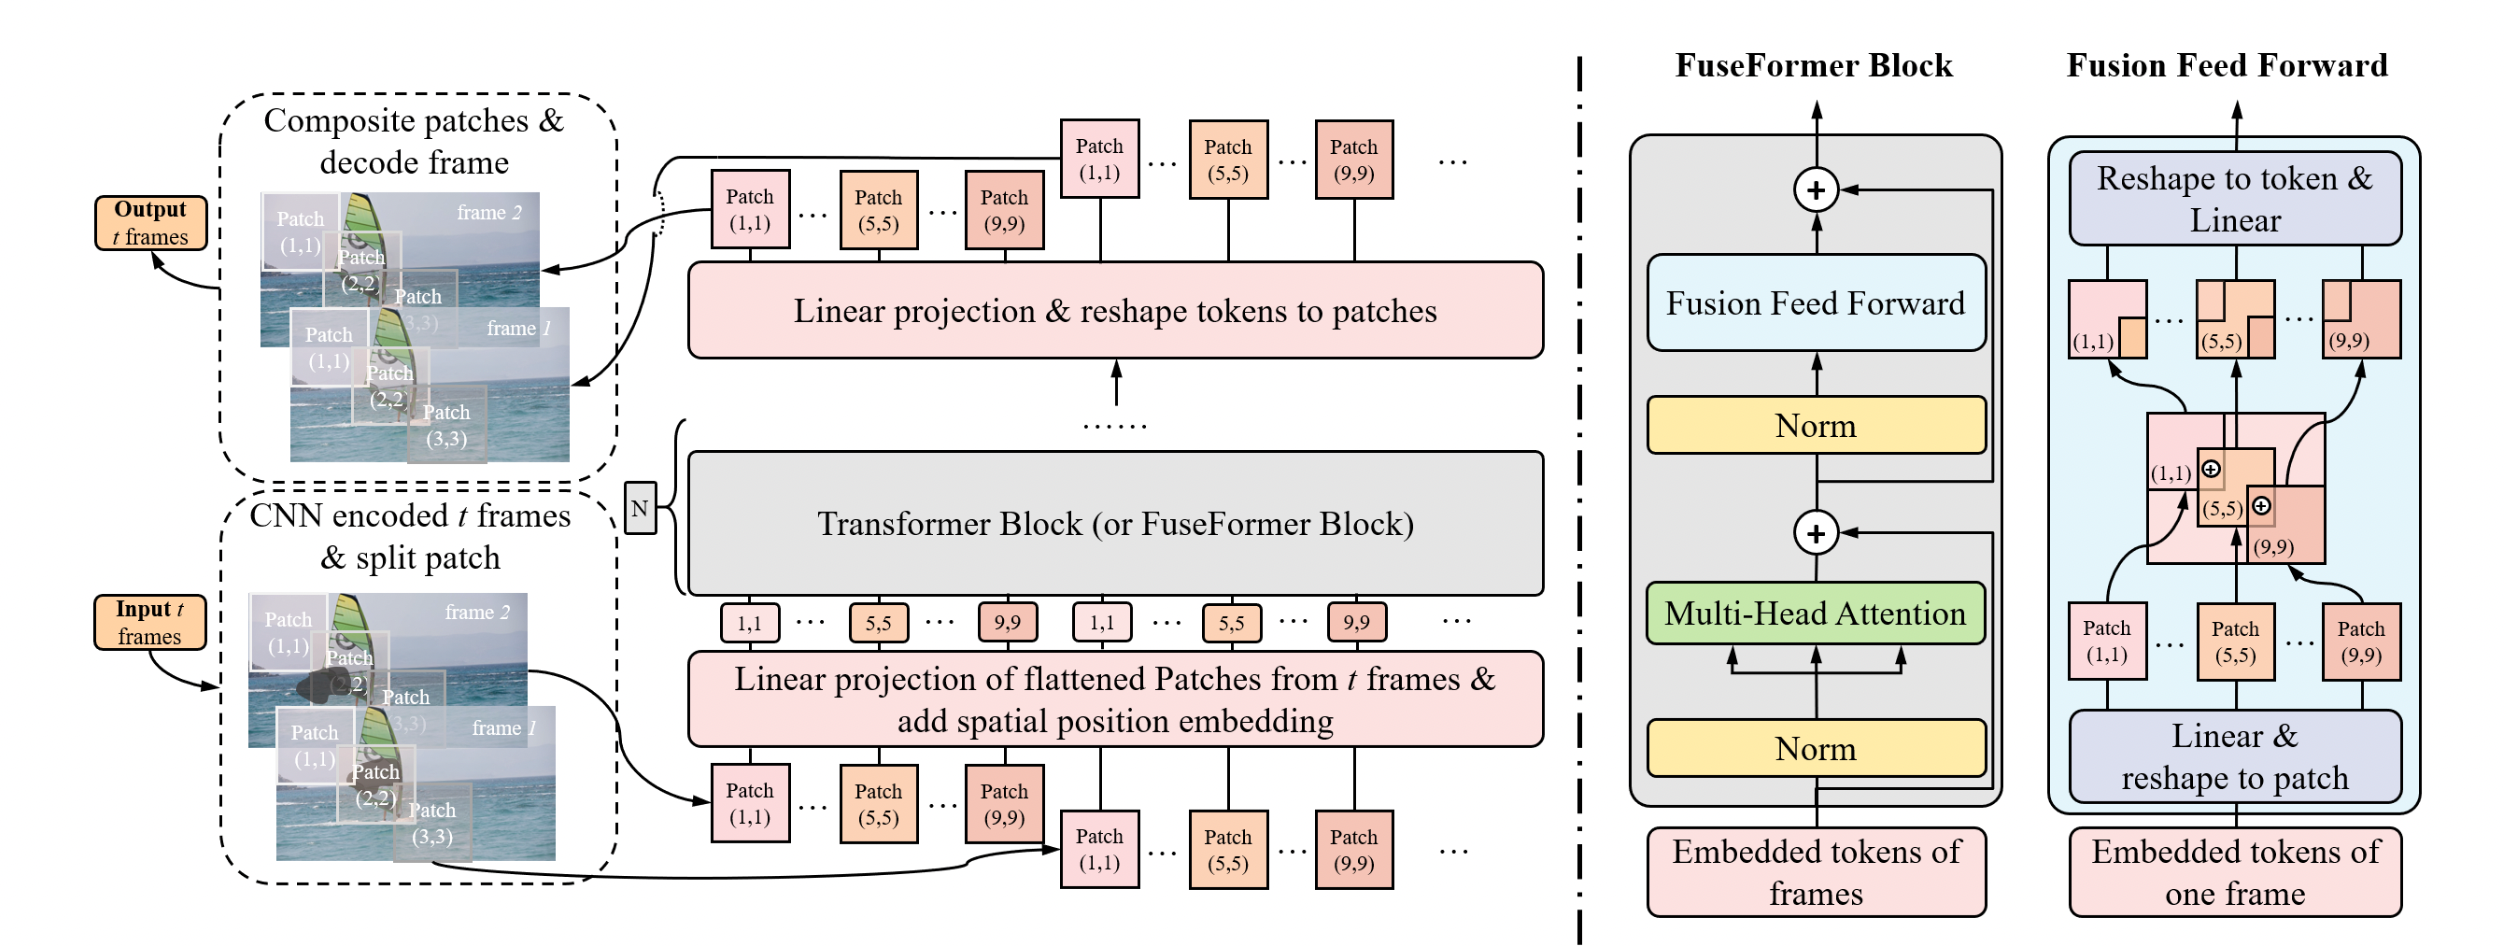 Composite patches &
decode frame
Output
t frames
frame 2
Patch
(1,1)
Patch
(2,2)
Patch
(3,3)
frame 1
Patch
(1,1)
Patch
(2,2)
Patch
(3,3)
CNN encoded t frames
& split patch
Input t
frames
frame 2
Patch
(1,1)
Patch
(2,2)
Patch
(3,3)
frame 1
Patch
(1,1)
Patch
(2,2)
Patch
(3,3)
Patch
(1,1)
...
Patch
(5,5)
...
Patch
(9,9)
Patch
(1,1)
...
Patch
(5,5)
...
Patch
(9,9)
...
Linear projection & reshape tokens to patches
......
N
Transformer Block (or FuseFormer Block)
1,1 ... 5,5 ... 9,9 1,1 ... 5,5 ... 9,9 ...
Linear projection of flattened Patches from t frames &
add spatial position embedding
Patch
(1,1)
...
Patch
(5,5)
...
Patch
(9,9)
Patch
(1,1)
...
Patch
(5,5)
...
Patch
(9,9)
...
FuseFormer Block
+
Fusion Feed Forward
Norm
+
Multi-Head Attention
Norm
Embedded tokens of
frames
Fusion Feed Forward
Reshape to token &
Linear
(1,1) ... (5,5) ... (9,9)
(1,1)
+
(5,5)
+
(9,9)
Patch
(1,1)
...
Patch
(5,5)
...
Patch
(9,9)
Linear &
reshape to patch
Embedded tokens of
one frame